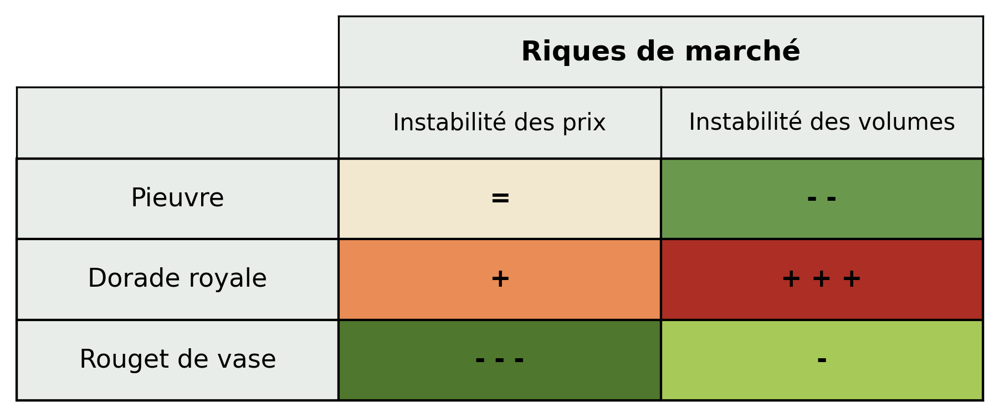 Riques de marché
Instabilité des prix Instabilité des volumes
Pieuvre = - -
Dorade royale + + + +
Rouget de vase - - - -